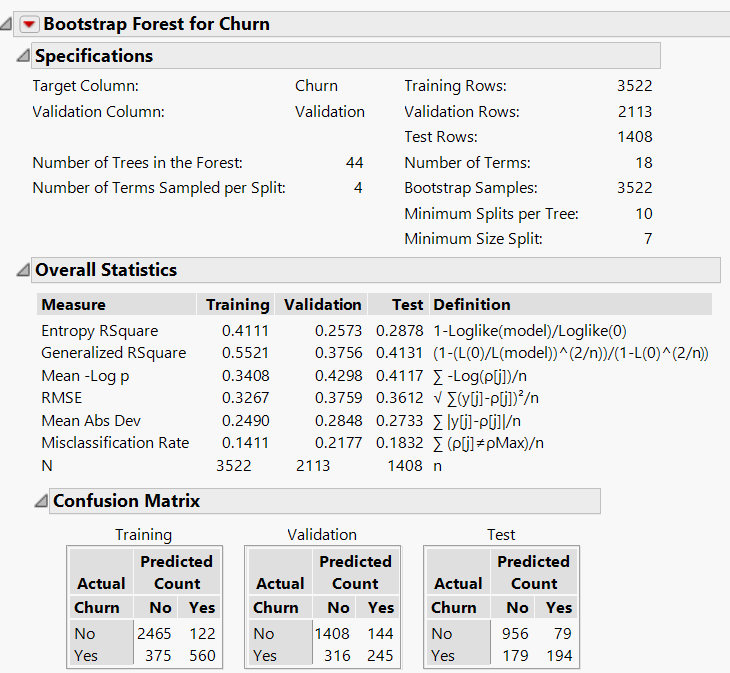 Bootstrap Forest for Churn
Specifications
Target Column: Churn Training Rows: 3522
Validation Column: Validation Validation Rows: 2113
Test Rows: 1408
Number of Trees in the Forest: 44 Number of Terms: 18
Number of Terms Sampled per Split: 4 Bootstrap Samples: 3522
Minimum Splits per Tree: 10
Minimum Size Split: 7
Overall Statistics
Measure Training Validation Test Definition
Entropy RSquare 0.4111 0.2573 0.2878 1-Loglike(model)/Loglike(0)
Generalized RSquare 0.5521 0.3756 0.4131 (1-(L(0)/L(model))^(2/n))/(1-L(0)^(2/n))
Mean -Log p 0.3408 0.4298 0.4117 ∑ -Log(ρ[j])/n
RMSE 0.3267 0.3759 0.3612 √ ∑(y[j]-ρ[j])²/n
Mean Abs Dev 0.2490 0.2848 0.2733 ∑ |y[j]-ρ[j]|/n
Misclassification Rate 0.1411 0.2177 0.1832 ∑ (ρ[j]≠ρMax)/n
N 3522 2113 1408 n
Confusion Matrix
Training Validation Test
Predicted Predicted Predicted
Actual Count Actual Count Actual Count
Churn No Yes Churn No Yes Churn No Yes
No 2465 122 No 1408 144 No 956 79
Yes 375 560 Yes 316 245 Yes 179 194